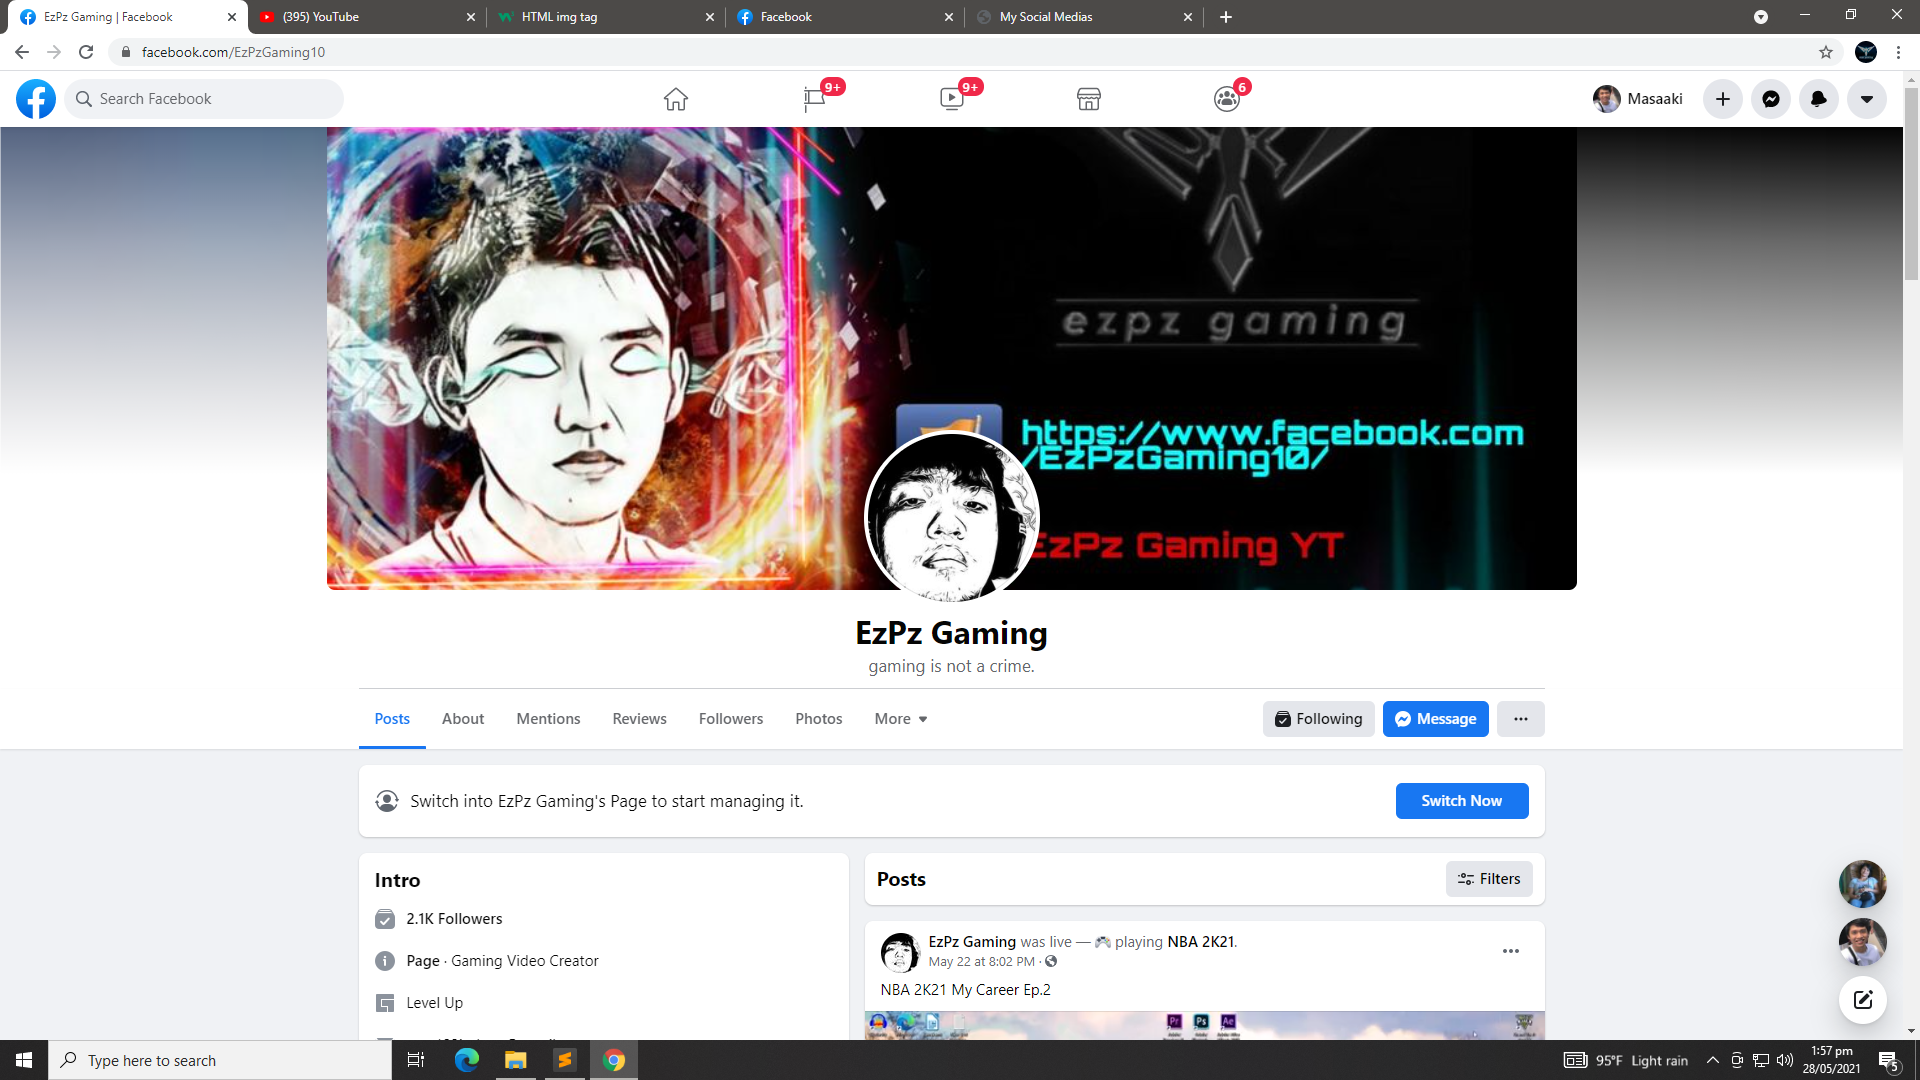 EzPz Gaming | Facebook
(395) YouTube
HTML img tag
Facebook
My Social Medias
facebook.com/EzPzGaming10
Search Facebook
9+
9+
6
Masaaki
ezpz gaming
https://www.facebook.com
/EzPzGaming10/
EzPz Gaming YT
EzPz Gaming
gaming is not a crime.
Posts
About
Mentions
Reviews
Followers
Photos
More
Following
Message
Switch into EzPz Gaming's Page to start managing it.
Switch Now
Intro
2.1K Followers
Page · Gaming Video Creator
Level Up
Posts
Filters
EzPz Gaming was live — 🎮 playing NBA 2K21.
May 22 at 8:02 PM ·
NBA 2K21 My Career Ep.2
Pr
Ps
Ae
Type here to search
95°F Light rain
1:57 pm
28/05/2021
5